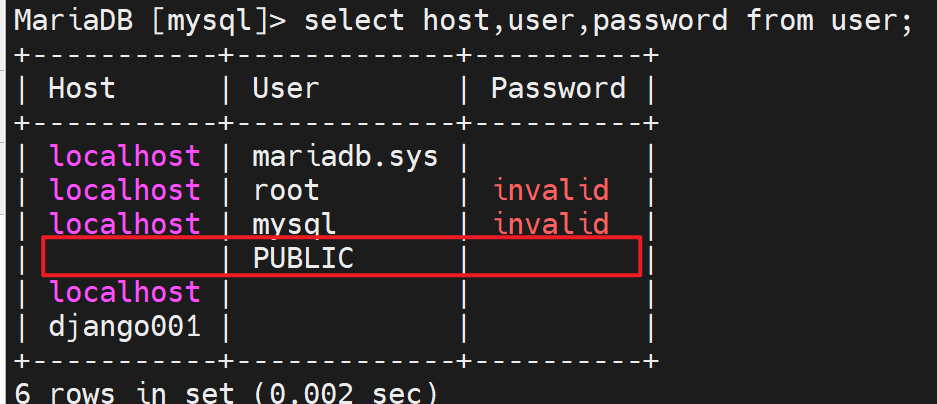 MariaDB [mysql]> select host,user,password from user;
+-----------+-------------+----------+
| Host      | User        | Password |
+-----------+-------------+----------+
| localhost | mariadb.sys |          |
| localhost | root        | invalid  |
| localhost | mysql       | invalid  |
|           | PUBLIC      |          |
| localhost |             |          |
| django001 |             |          |
+-----------+-------------+----------+
6 rows in set (0.002 sec)